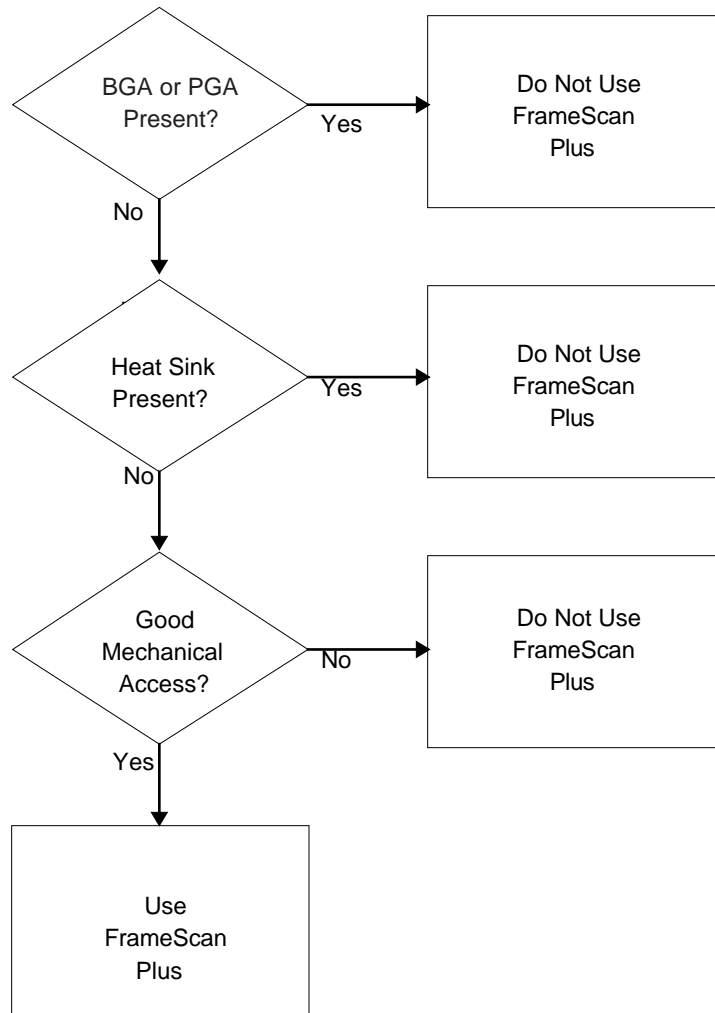 BGA or PGA
Present?
Yes
Do Not Use
FrameScan
Plus
No
Heat Sink
Present?
Yes
Do Not Use
FrameScan
Plus
No
Good
Mechanical
Access?
No
Do Not Use
FrameScan
Plus
Yes
Use
FrameScan
Plus